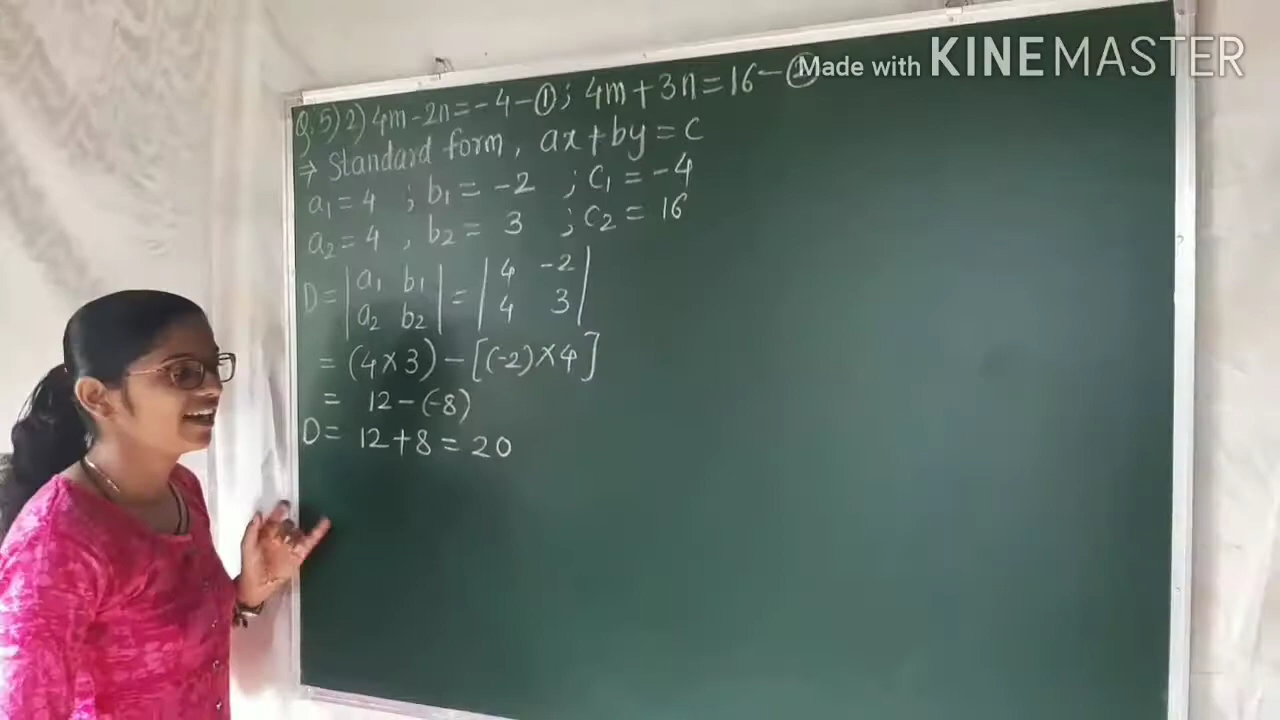 Made with KINEMASTER
Q.5) 2) 4m - 2n = -4 - ① ; 4m + 3n = 16 - ②
⇒ Standard form, ax + by = c
a₁ = 4 ; b₁ = -2 ; c₁ = -4
a₂ = 4 , b₂ = 3 ; c₂ = 16
D = | a₁ b₁ | = | 4 -2 |
| a₂ b₂ | | 4 3 |
= (4 × 3) - [(-2) × 4]
= 12 - (-8)
D = 12 + 8 = 20